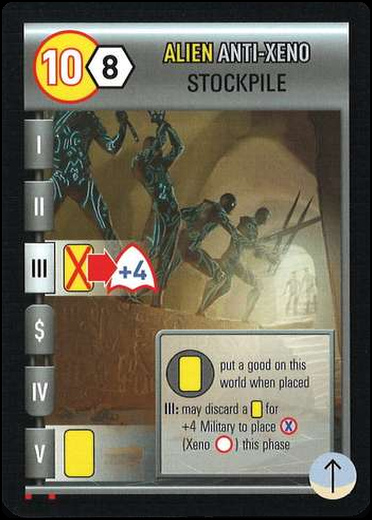 10 8 ALIEN ANTI-XENO
STOCKPILE
I
II
III +4
$
IV
V
put a good on this
world when placed
III: may discard a for
+4 Military to place X
(Xeno ) this phase